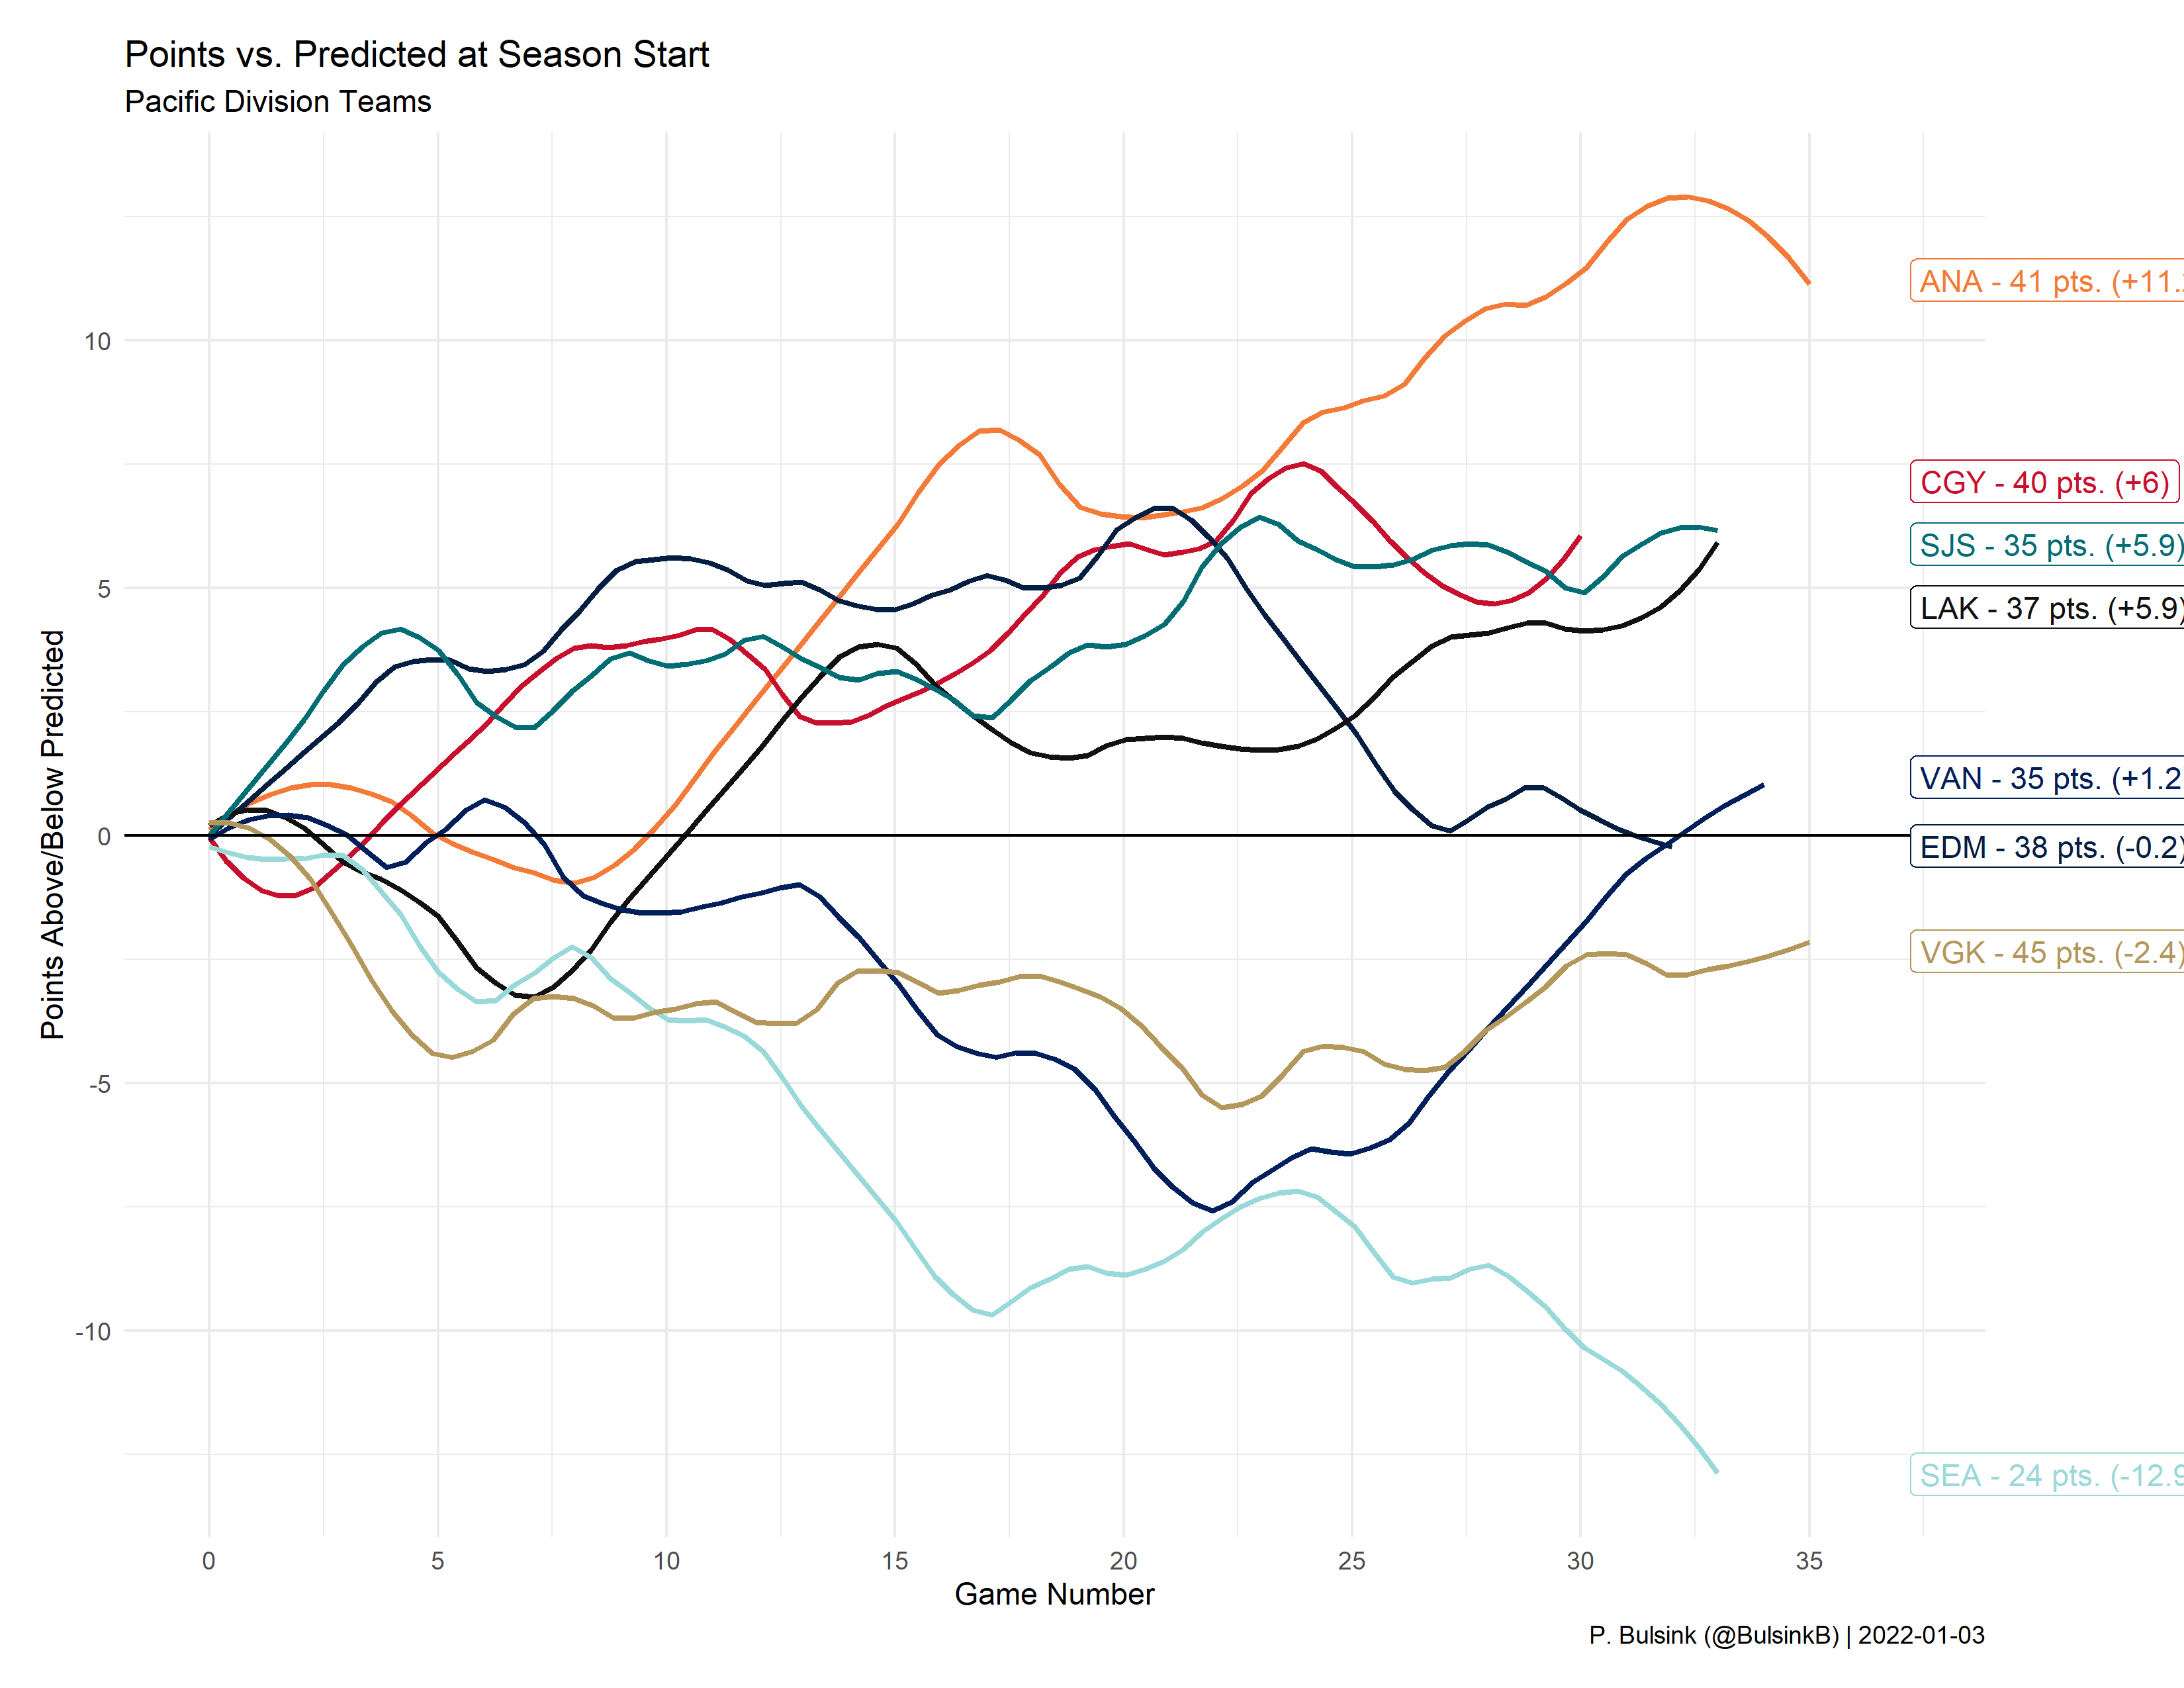 Points vs. Predicted at Season Start
Pacific Division Teams
Points Above/Below Predicted
10
5
0
-5
-10
ANA - 41 pts. (+11.
CGY - 40 pts. (+6)
SJS - 35 pts. (+5.9)
LAK - 37 pts. (+5.9)
VAN - 35 pts. (+1.2
EDM - 38 pts. (-0.2)
VGK - 45 pts. (-2.4)
SEA - 24 pts. (-12.9
0 5 10 15 20 25 30 35
Game Number
P. Bulsink (@BulsinkB) | 2022-01-03